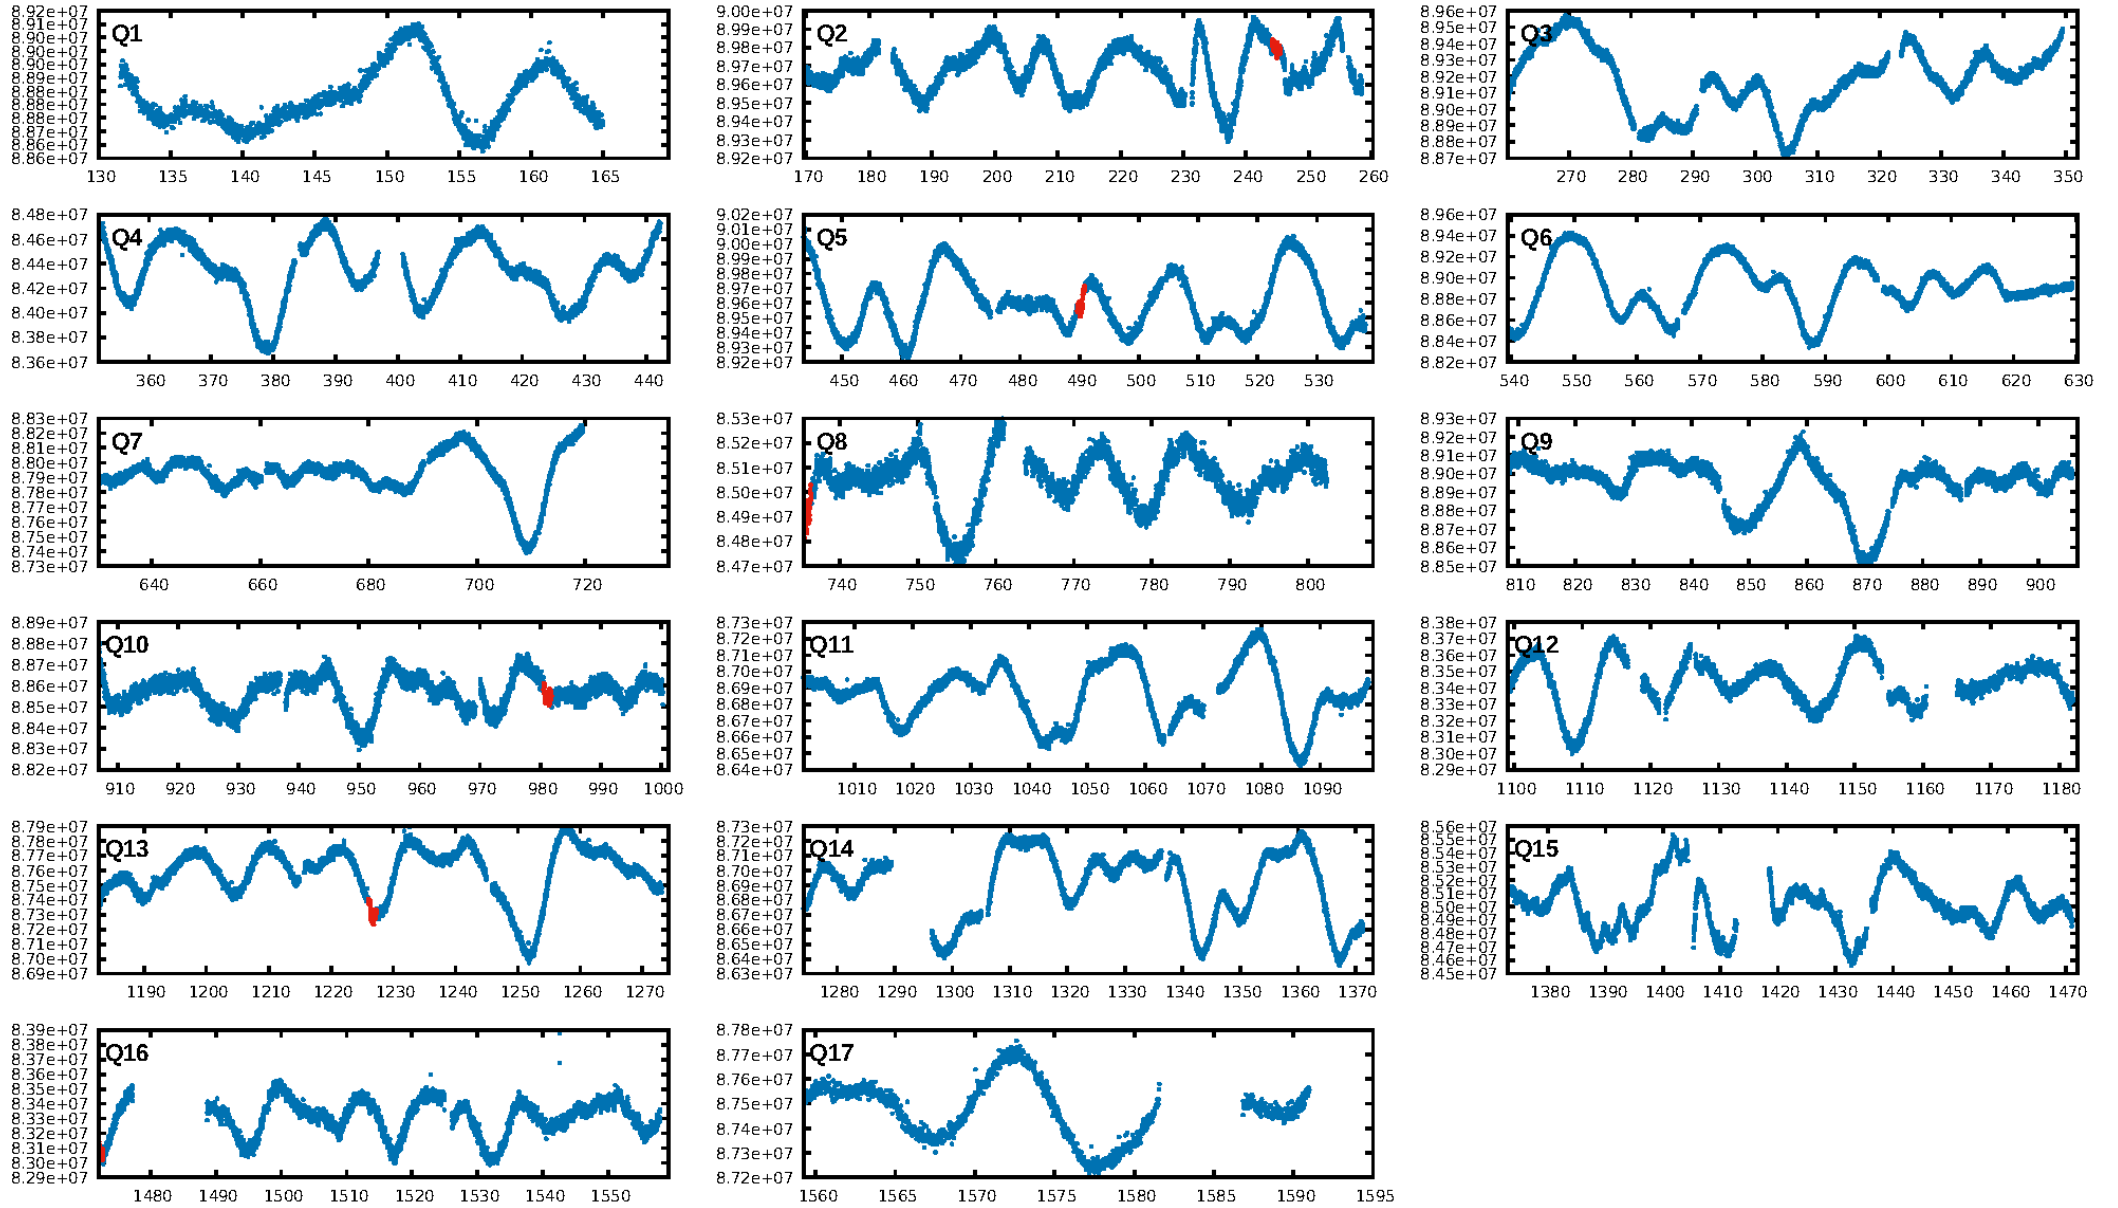 Q1
8.92e+07
8.91e+07
8.90e+07
8.90e+07
8.90e+07
8.89e+07
8.88e+07
8.88e+07
8.88e+07
8.87e+07
8.86e+07
8.86e+07
130 135 140 145 150 155 160 165
Q2
9.00e+07
8.99e+07
8.98e+07
8.97e+07
8.96e+07
8.95e+07
8.94e+07
8.93e+07
8.92e+07
170 180 190 200 210 220 230 240 250 260
Q3
8.96e+07
8.95e+07
8.94e+07
8.93e+07
8.92e+07
8.91e+07
8.90e+07
8.89e+07
8.88e+07
8.87e+07
270 280 290 300 310 320 330 340 350
Q4
8.48e+07
8.46e+07
8.44e+07
8.42e+07
8.40e+07
8.38e+07
8.36e+07
360 370 380 390 400 410 420 430 440
Q5
9.02e+07
9.01e+07
9.00e+07
8.99e+07
8.98e+07
8.97e+07
8.96e+07
8.95e+07
8.94e+07
8.93e+07
8.92e+07
450 460 470 480 490 500 510 520 530
Q6
8.96e+07
8.94e+07
8.92e+07
8.90e+07
8.88e+07
8.86e+07
8.84e+07
8.82e+07
540 550 560 570 580 590 600 610 620 630
Q7
8.83e+07
8.82e+07
8.81e+07
8.80e+07
8.79e+07
8.78e+07
8.77e+07
8.76e+07
8.75e+07
8.74e+07
8.73e+07
640 660 680 700 720
Q8
8.53e+07
8.52e+07
8.51e+07
8.50e+07
8.49e+07
8.48e+07
8.47e+07
740 750 760 770 780 790 800
Q9
8.93e+07
8.92e+07
8.91e+07
8.90e+07
8.89e+07
8.88e+07
8.87e+07
8.86e+07
8.85e+07
810 820 830 840 850 860 870 880 890 900
Q10
8.89e+07
8.88e+07
8.87e+07
8.86e+07
8.85e+07
8.84e+07
8.83e+07
8.82e+07
910 920 930 940 950 960 970 980 990 1000
Q11
8.73e+07
8.72e+07
8.71e+07
8.70e+07
8.69e+07
8.68e+07
8.67e+07
8.66e+07
8.65e+07
8.64e+07
1010 1020 1030 1040 1050 1060 1070 1080 1090
Q12
8.38e+07
8.37e+07
8.36e+07
8.35e+07
8.34e+07
8.33e+07
8.32e+07
8.31e+07
8.30e+07
8.29e+07
1100 1110 1120 1130 1140 1150 1160 1170 1180
Q13
8.79e+07
8.78e+07
8.77e+07
8.76e+07
8.75e+07
8.74e+07
8.73e+07
8.72e+07
8.71e+07
8.70e+07
8.69e+07
1190 1200 1210 1220 1230 1240 1250 1260 1270
Q14
8.73e+07
8.72e+07
8.71e+07
8.70e+07
8.69e+07
8.68e+07
8.67e+07
8.66e+07
8.65e+07
8.64e+07
8.63e+07
1280 1290 1300 1310 1320 1330 1340 1350 1360 1370
Q15
8.56e+07
8.55e+07
8.54e+07
8.53e+07
8.52e+07
8.51e+07
8.50e+07
8.49e+07
8.48e+07
8.47e+07
8.46e+07
8.45e+07
1380 1390 1400 1410 1420 1430 1440 1450 1460 1470
Q16
8.39e+07
8.38e+07
8.37e+07
8.36e+07
8.35e+07
8.34e+07
8.33e+07
8.32e+07
8.31e+07
8.30e+07
8.29e+07
1480 1490 1500 1510 1520 1530 1540 1550
Q17
8.78e+07
8.77e+07
8.76e+07
8.75e+07
8.74e+07
8.73e+07
8.72e+07
1560 1565 1570 1575 1580 1585 1590 1595